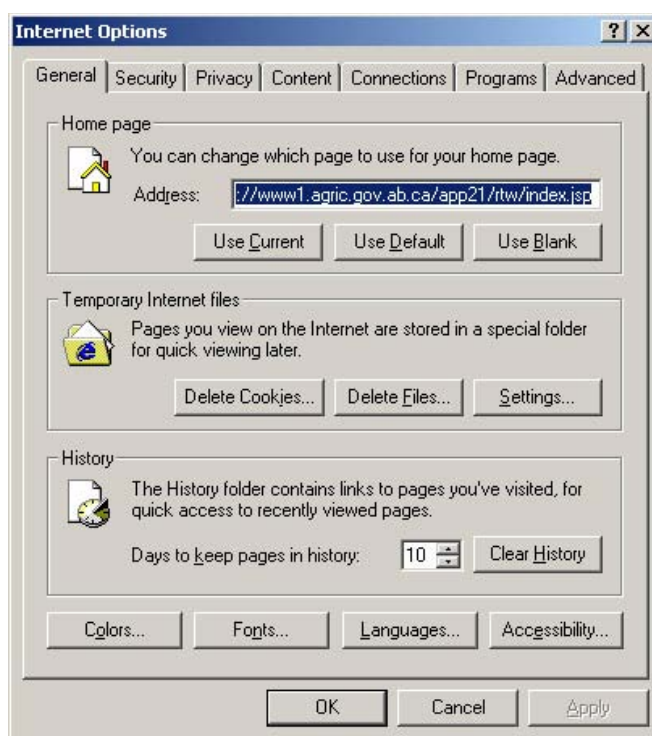 Internet Options
General Security Privacy Content Connections Programs Advanced
Home page
You can change which page to use for your home page.
Address: ://www1.agric.gov.ab.ca/app21/rtw/index.jsp
Use Current Use Default Use Blank
Temporary Internet files
Pages you view on the Internet are stored in a special folder
for quick viewing later.
Delete Cookies... Delete Files... Settings...
History
The History folder contains links to pages you've visited, for
quick access to recently viewed pages.
Days to keep pages in history: 10 Clear History
Colors... Fonts... Languages... Accessibility...
OK Cancel Apply